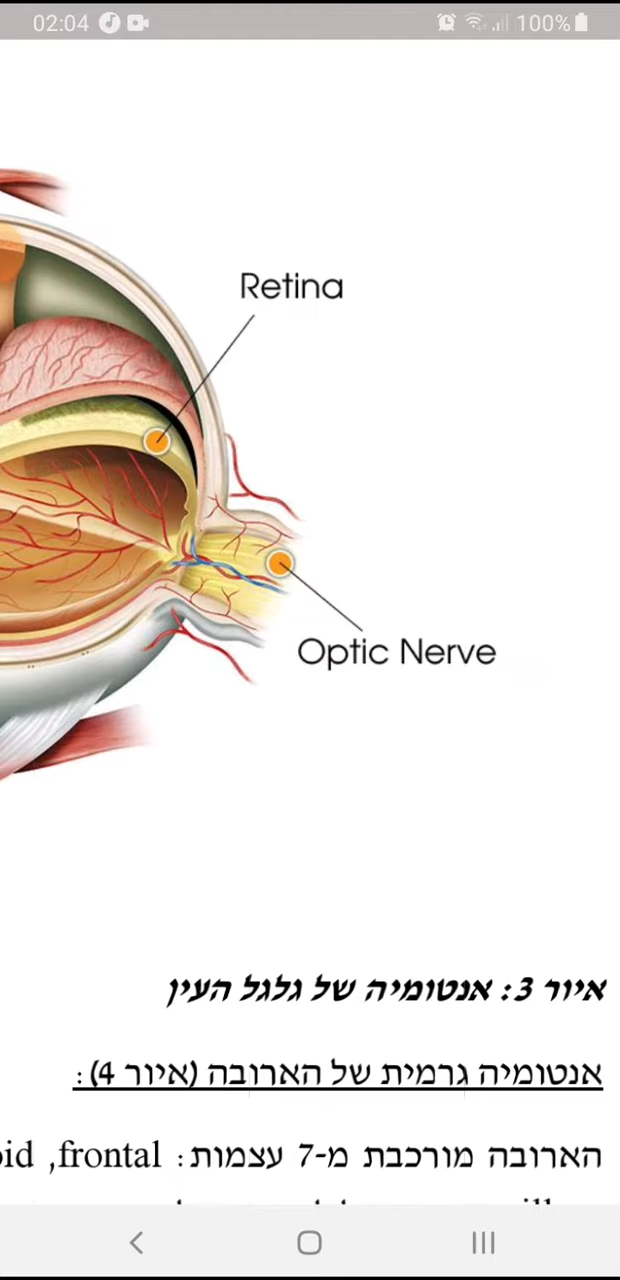 02:04 100%
Retina
Optic Nerve
איור 3: אנטומיה של גלגל העין
אנטומיה גרמית של הארובה (איור 4):
הארובה מורכבת מ-7 עצמות: frontal,